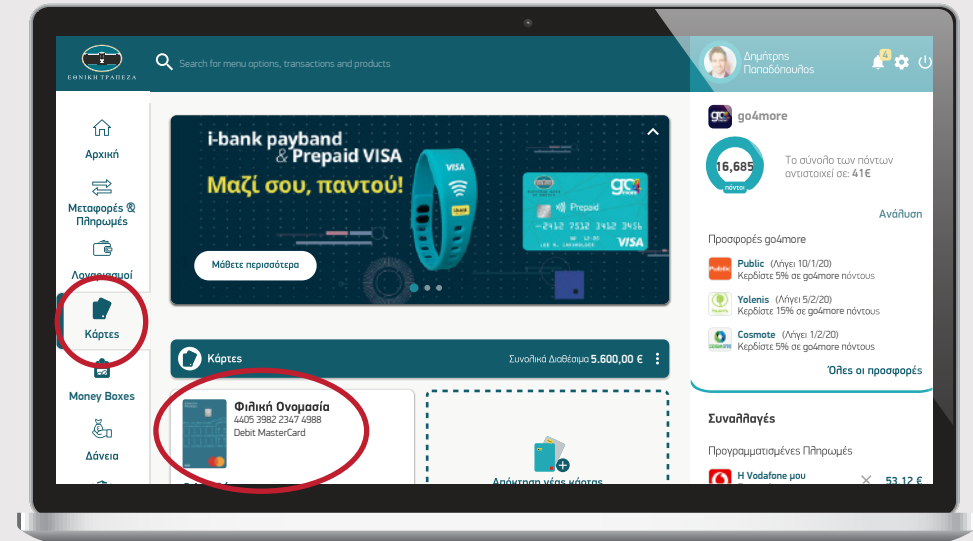 ΕΘΝΙΚΗ ΤΡΑΠΕΖΑ
Search for menu options, transactions and products
Δημήτρης
Παπαδόπουλος
4
Αρχική
Μεταφορές &
Πληρωμές
Λογαριασμοί
Κάρτες
Money Boxes
Δάνεια
i-bank payband
& Prepaid VISA
Μαζί σου, παντού!
Μάθετε περισσότερα
VISA
i-bank
go4more
Prepaid
2412 7512 3412 3456
VISA
Κάρτες
Συνολικά Διαθέσιμα 5.600,00 €
Φιλική Ονομασία
4405 3982 2347 4988
Debit MasterCard
Απόκτηση νέας κάρτας
go4more
16,685
πόντοι
Το σύνολο των πόντων
αντιστοιχεί σε: 41€
Ανάλυση
Προσφορές go4more
Public (Λήγει 10/1/20)
Κερδίστε 5% σε go4more πόντους
Yolenis (Λήγει 5/2/20)
Κερδίστε 15% σε go4more πόντους
Cosmote (Λήγει 1/2/20)
Κερδίστε 5% σε go4more πόντους
Όλες οι προσφορές
Συναλλαγές
Προγραμματισμένες Πληρωμές
Η Vodafone μου
53,12 €